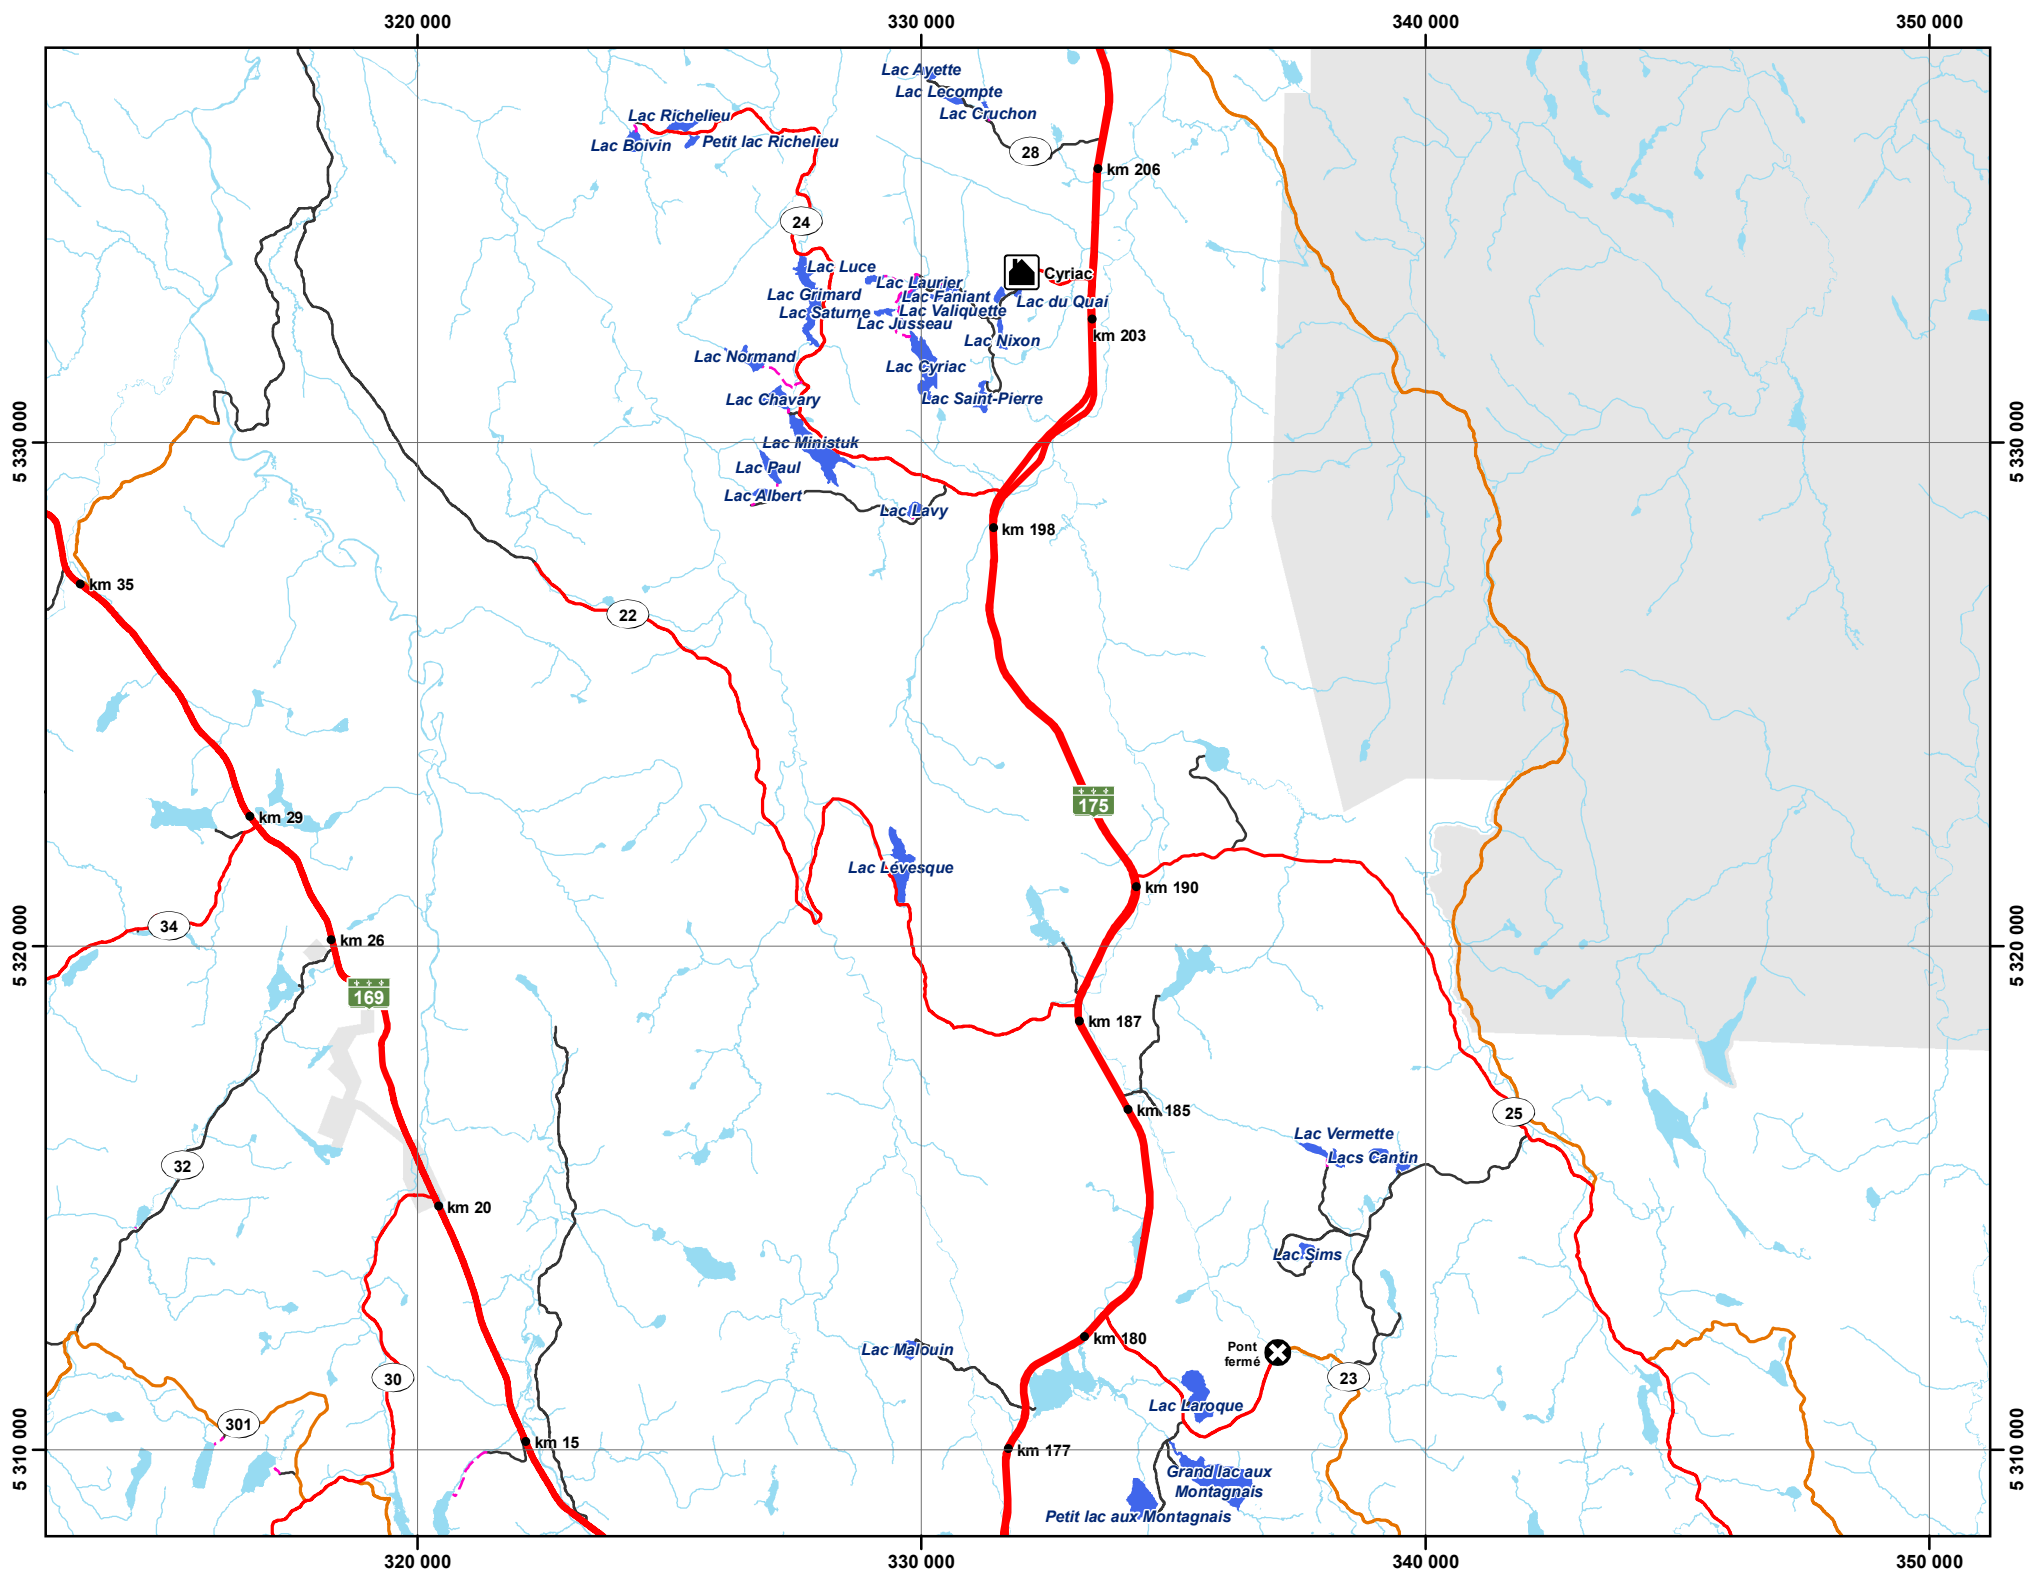 320 000
330 000
340 000
350 000
Lac Ayette
Lac Lecompte
Lac Cruchon
Lac Richelieu
Lac Boivin
Petit lac Richelieu
28
km 206
24
Lac Luce
Cyriac
Lac Laurier
Lac Grimard
Lac Faniant
Lac du Quai
Lac Saturne
Lac Valiquette
Lac Jusseau
km 203
Lac Nixon
Lac Normand
Lac Cyriac
Lac Chavary
Lac Saint-Pierre
5 330 000
Lac Ministuk
5 330 000
Lac Paul
Lac Albert
Lac Lavy
km 198
km 35
22
175
km 29
Lac Lévesque
km 190
34
km 26
5 320 000
5 320 000
169
km 187
km 185
25
Lac Vermette
Lacs Cantin
32
km 20
Lac Sims
km 180
Lac Malouin
Pont
fermé
30
23
Lac Laroque
301
km 15
km 177
5 310 000
5 310 000
Grand lac aux
Montagnais
Petit lac aux Montagnais
320 000
330 000
340 000
350 000